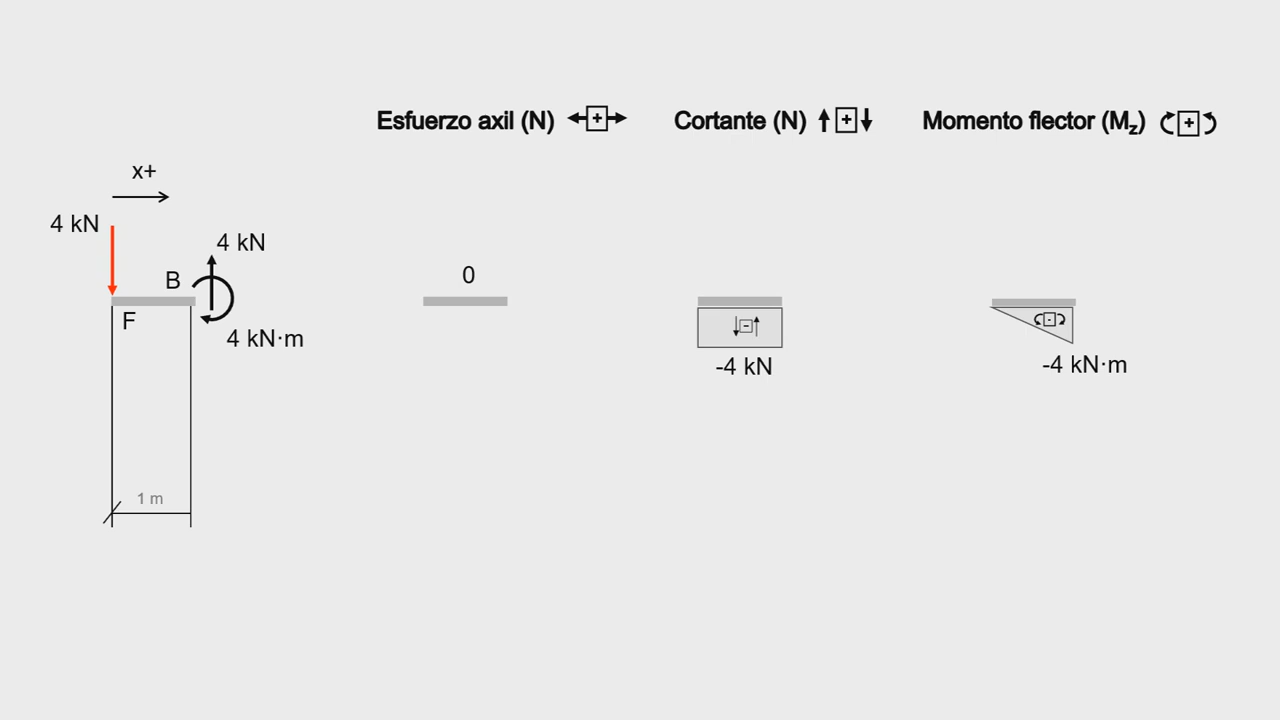 Esfuerzo axil (N) +
Cortante (N) +
Momento flector (Mz) +
x+
4 kN
4 kN
B
F
4 kN·m
0
-
-4 kN
-
-4 kN·m
1 m